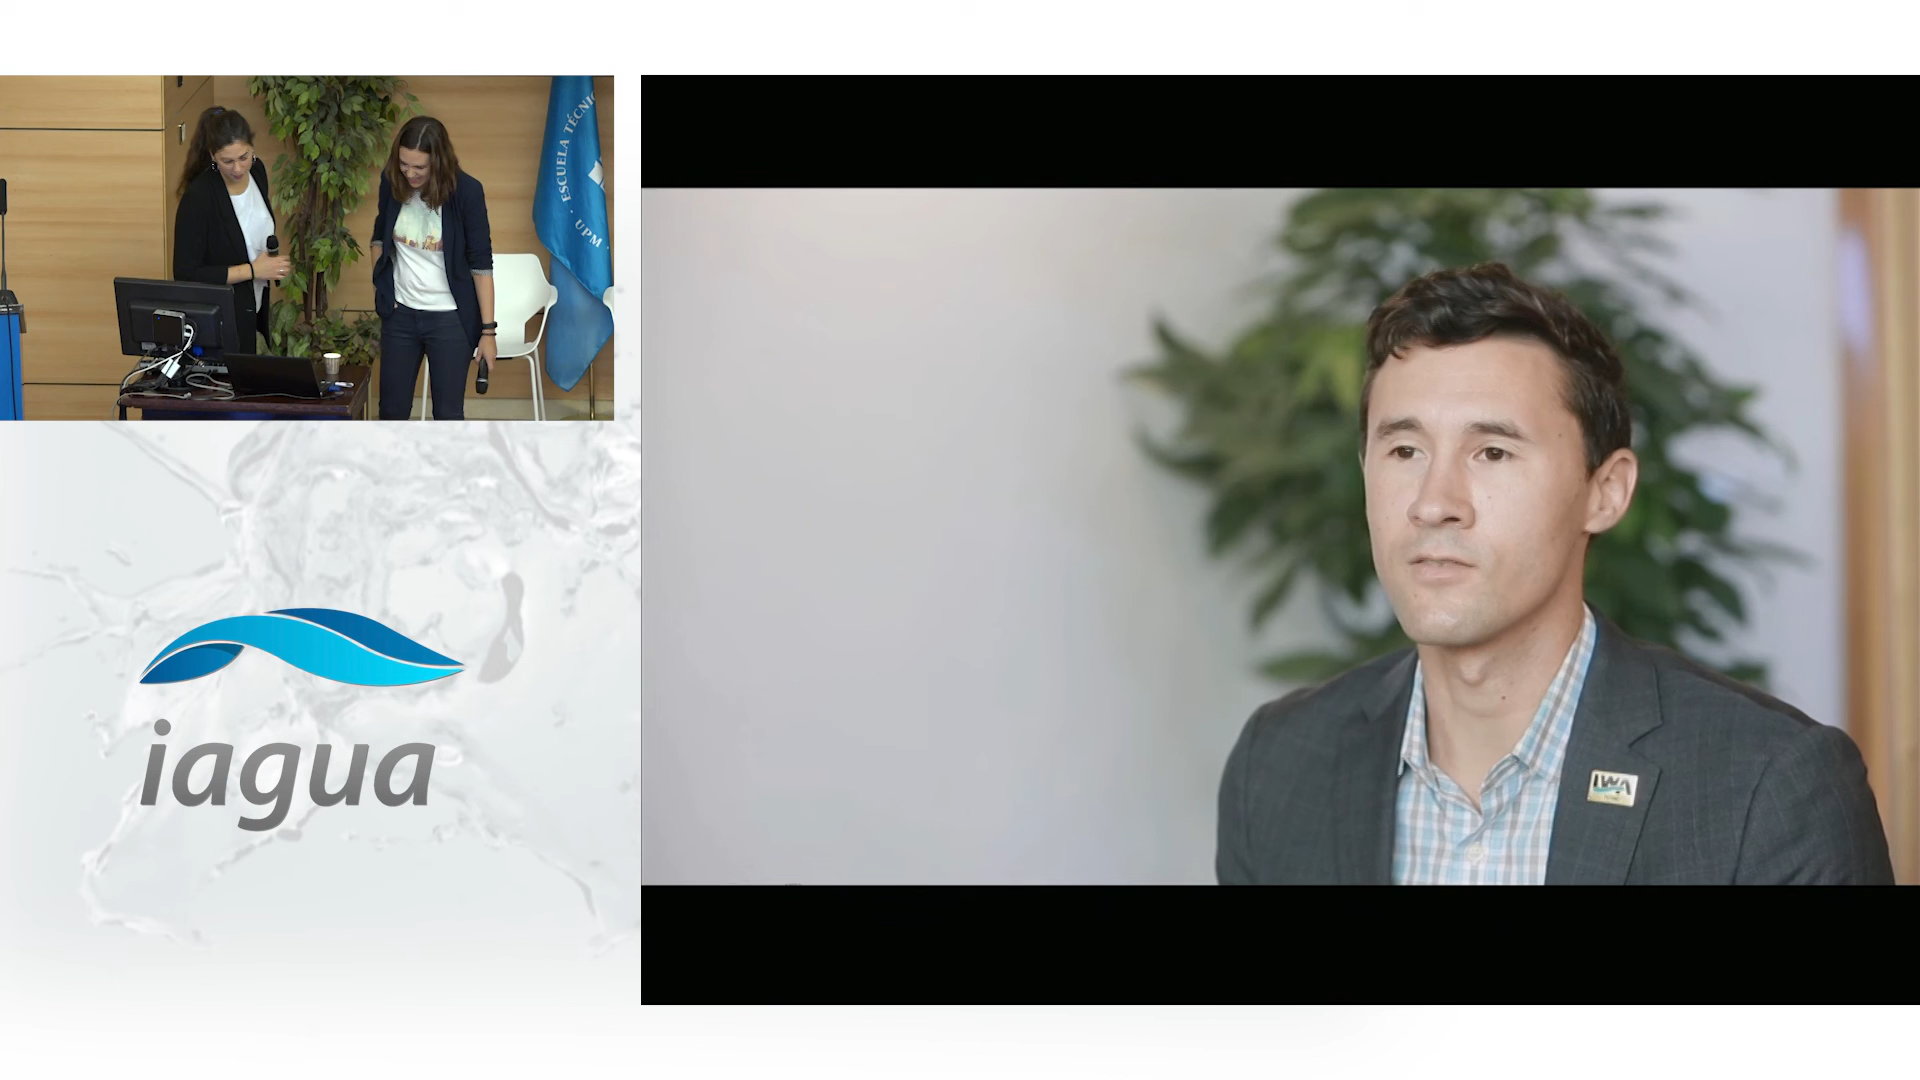 ESCUELA TÉCNIC
· UPM ·
iagua
IWA